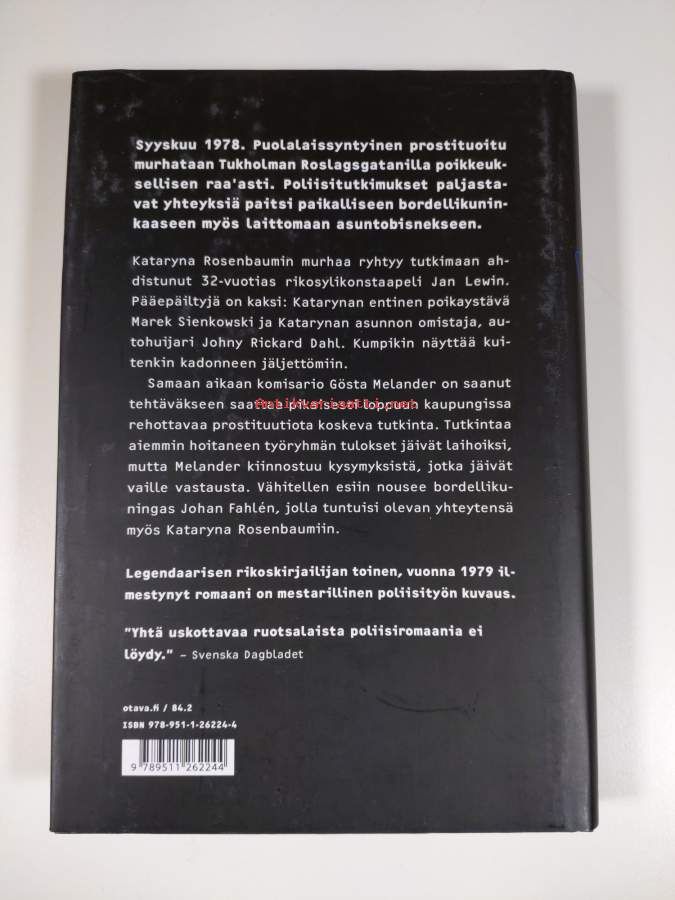 Syyskuu 1978. Puolalaissyntyinen prostituoitu
murhataan Tukholman Roslagsgatanilla poikkeuk-
sellisen raa'asti. Poliisitutkimukset paljasta-
vat yhteyksiä paitsi paikalliseen bordellikunin-
kaaseen myös laittomaan asuntobisnekseen.
Kataryna Rosenbaumin murhaa ryhtyy tutkimaan ah-
distunut 32-vuotias rikosylikonstaapeli Jan Lewin.
Pääepäiltyjä on kaksi: Katarynan entinen poikaystävä
Marek Sienkowski ja Katarynan asunnon omistaja, au-
tohuijari Johny Rickard Dahl. Kumpikin näyttää kui-
tenkin kadonneen jäljettömiin.
Samaan aikaan komisario Gösta Melander on saanut
tehtäväkseen saattaa pikaisesti loppuun kaupungissa
rehottavaa prostituutiota koskeva tutkinta. Tutkintaa
aiemmin hoitaneen työryhmän tulokset jäivät laihoiksi,
mutta Melander kiinnostuu kysymyksistä, jotka jäivät
vaille vastausta. Vähitellen esiin nousee bordelliku-
ningas Johan Fahlén, jolla tuntuisi olevan yhteytensä
myös Kataryna Rosenbaumiin.
Legendaarisen rikoskirjailijan toinen, vuonna 1979 il-
mestynyt romaani on mestarillinen poliisityön kuvaus.
"Yhtä uskottavaa ruotsalaista poliisiromaania ei
löydy." – Svenska Dagbladet
otava.fi / 84.2
ISBN 978-951-1-26224-4
9 789511 262244